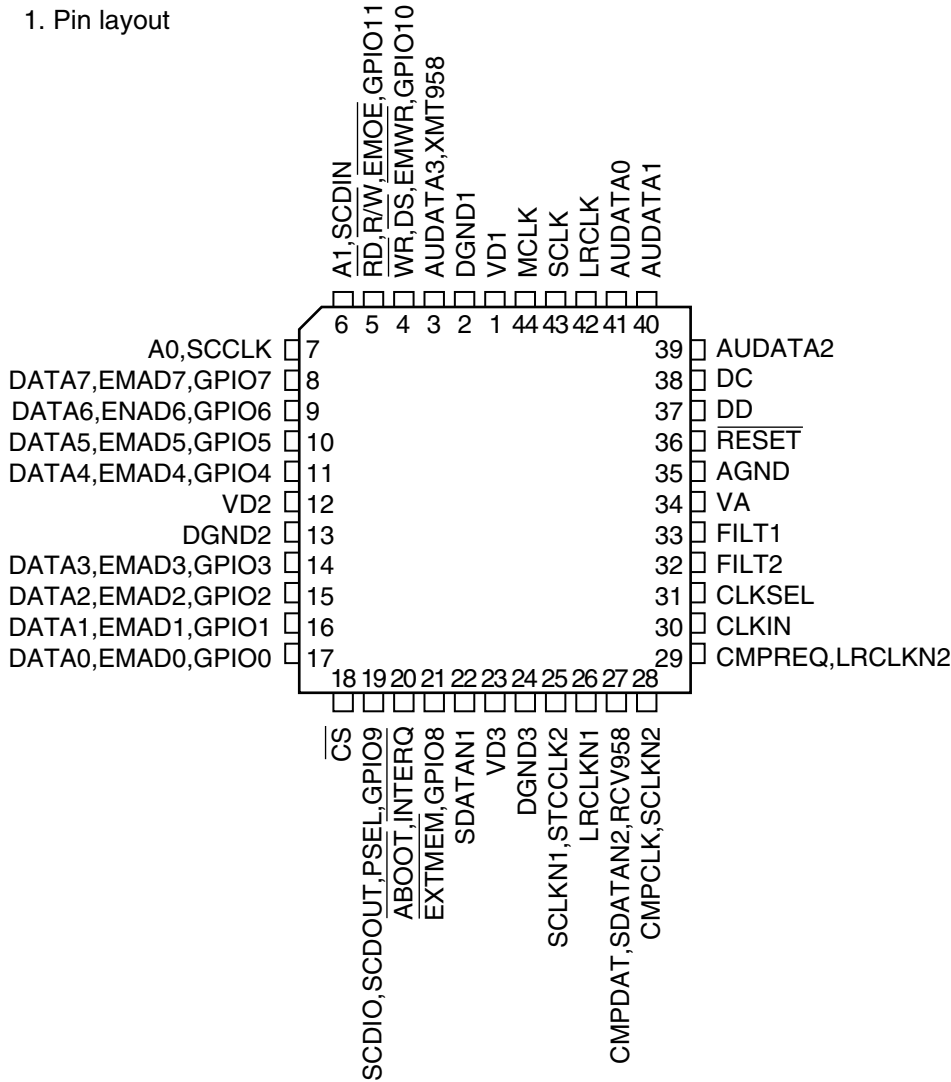 1. Pin layout
A1,SCDIN
RD,R/W,EMOE,GPIO11
WR,DS,EMWR,GPIO10
AUDATA3,XMT958
DGND1
VD1
MCLK
SCLK
LRCLK
AUDATA0
AUDATA1
6 5 4 3 2 1 44 43 42 41 40
A0,SCCLK 7
DATA7,EMAD7,GPIO7 8
DATA6,ENAD6,GPIO6 9
DATA5,EMAD5,GPIO5 10
DATA4,EMAD4,GPIO4 11
VD2 12
DGND2 13
DATA3,EMAD3,GPIO3 14
DATA2,EMAD2,GPIO2 15
DATA1,EMAD1,GPIO1 16
DATA0,EMAD0,GPIO0 17
39 AUDATA2
38 DC
37 DD
36 RESET
35 AGND
34 VA
33 FILT1
32 FILT2
31 CLKSEL
30 CLKIN
29 CMPREQ,LRCLKN2
18 19 20 21 22 23 24 25 26 27 28
CS
SCDIO,SCDOUT,PSEL,GPIO9
ABOOT,INTERQ
EXTMEM,GPIO8
SDATAN1
VD3
DGND3
SCLKN1,STCCLK2
LRCLKN1
CMPDAT,SDATAN2,RCV958
CMPCLK,SCLKN2